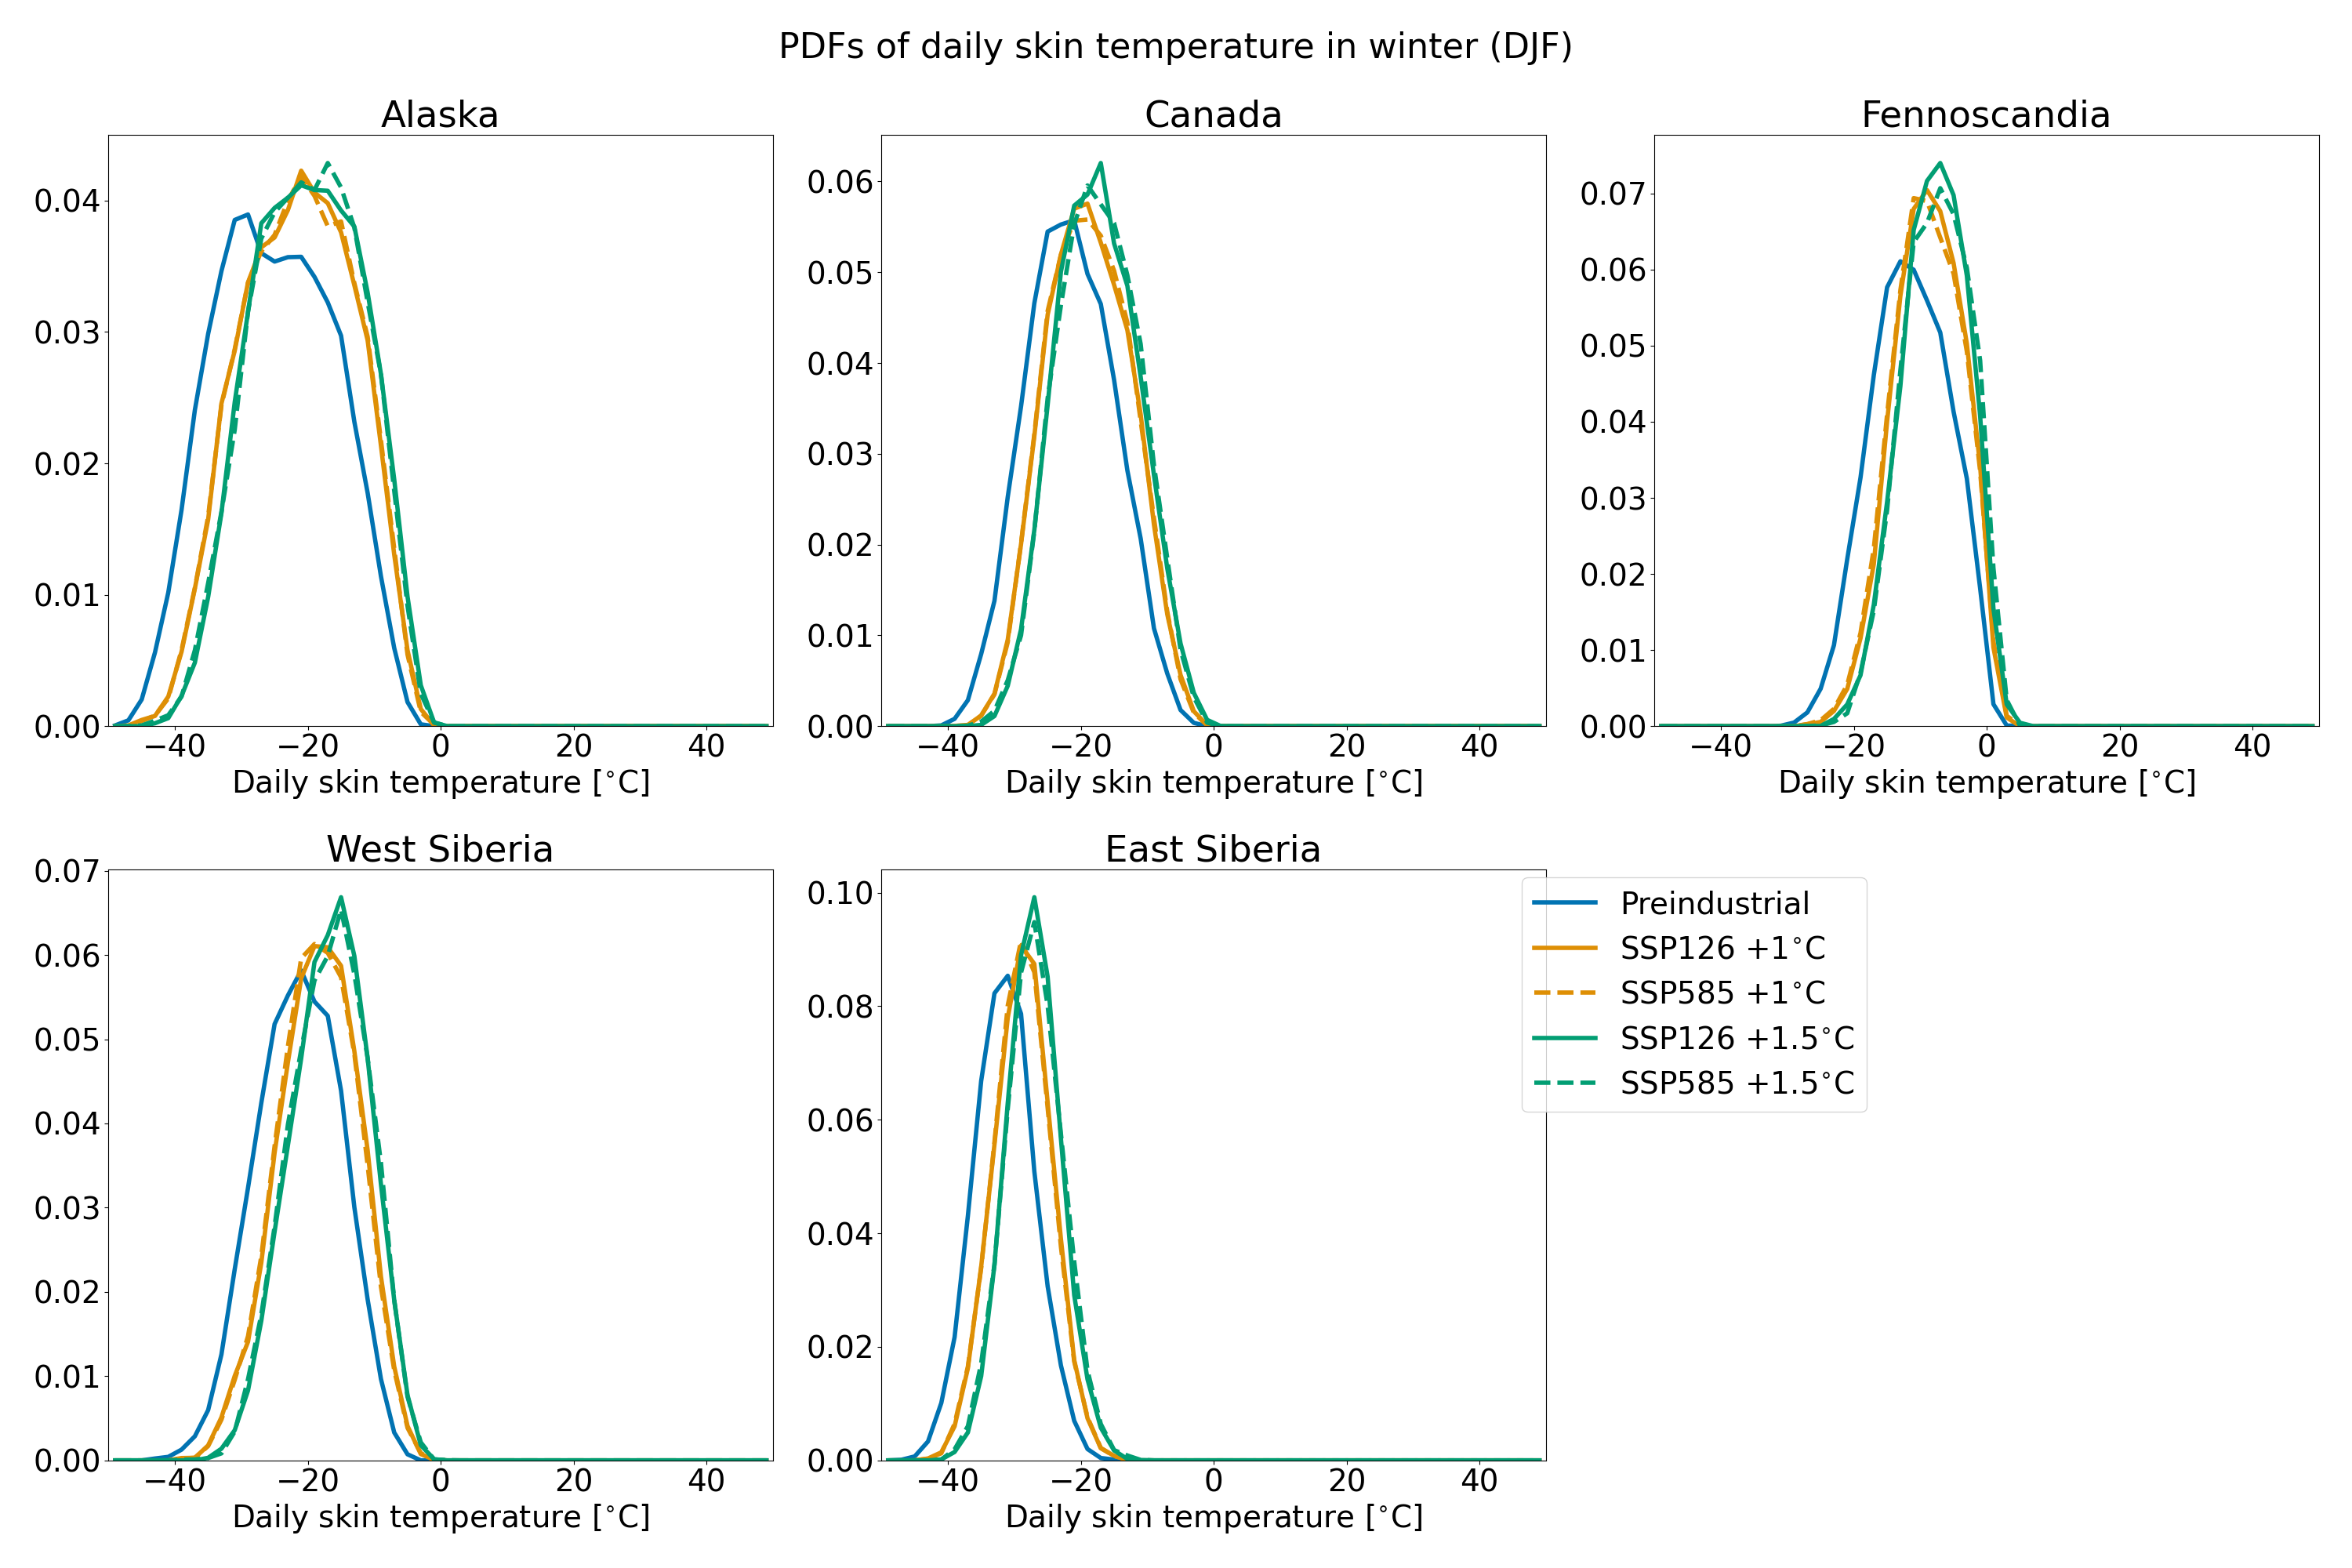 PDFs of daily skin temperature in winter (DJF)
Alaska
0.04
0.03
0.02
0.01
0.00
−40 −20 0 20 40
Daily skin temperature [°C]
Canada
0.06
0.05
0.04
0.03
0.02
0.01
0.00
−40 −20 0 20 40
Daily skin temperature [°C]
Fennoscandia
0.07
0.06
0.05
0.04
0.03
0.02
0.01
0.00
−40 −20 0 20 40
Daily skin temperature [°C]
West Siberia
0.07
0.06
0.05
0.04
0.03
0.02
0.01
0.00
−40 −20 0 20 40
Daily skin temperature [°C]
East Siberia
0.10
0.08
0.06
0.04
0.02
0.00
−40 −20 0 20 40
Daily skin temperature [°C]
Preindustrial
SSP126 +1°C
SSP585 +1°C
SSP126 +1.5°C
SSP585 +1.5°C